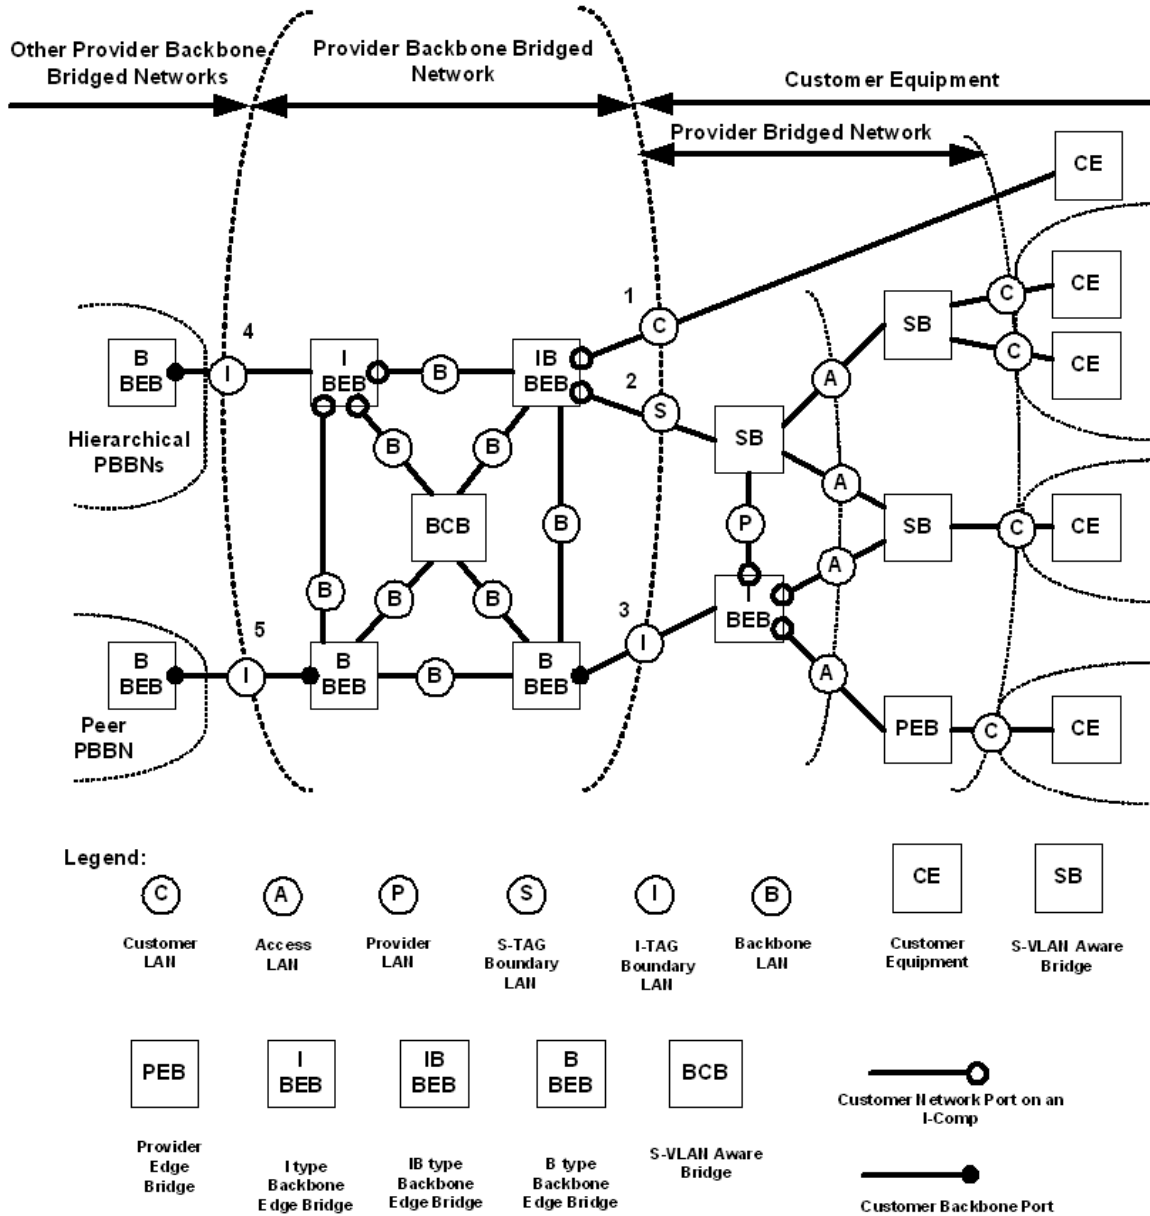 Other Provider Backbone
Bridged Networks
Provider Backbone Bridged
Network
Customer Equipment
Provider Bridged Network
CE
1
C
C
CE
4
SB
B
BEB
I
I
BEB
B
IB
BEB
2
C
CE
A
S
Hierarchical
PBBNs
B
B
SB
A
BCB
B
P
SB
C
CE
A
B
B
B
I
BEB
3
5
B
BEB
I
B
BEB
B
B
BEB
I
A
Peer
PBBN
PEB
C
CE
Legend:
C
A
P
S
I
B
CE
SB
Customer
LAN
Access
LAN
Provider
LAN
S-TAG
Boundary
LAN
I-TAG
Boundary
LAN
Backbone
LAN
Customer
Equipment
S-VLAN Aware
Bridge
PEB
I
BEB
IB
BEB
B
BEB
BCB
Customer Network Port on an
I-Comp
Provider
Edge
Bridge
I type
Backbone
Edge Bridge
IB type
Backbone
Edge Bridge
B type
Backbone
Edge Bridge
S-VLAN Aware
Bridge
Customer Backbone Port